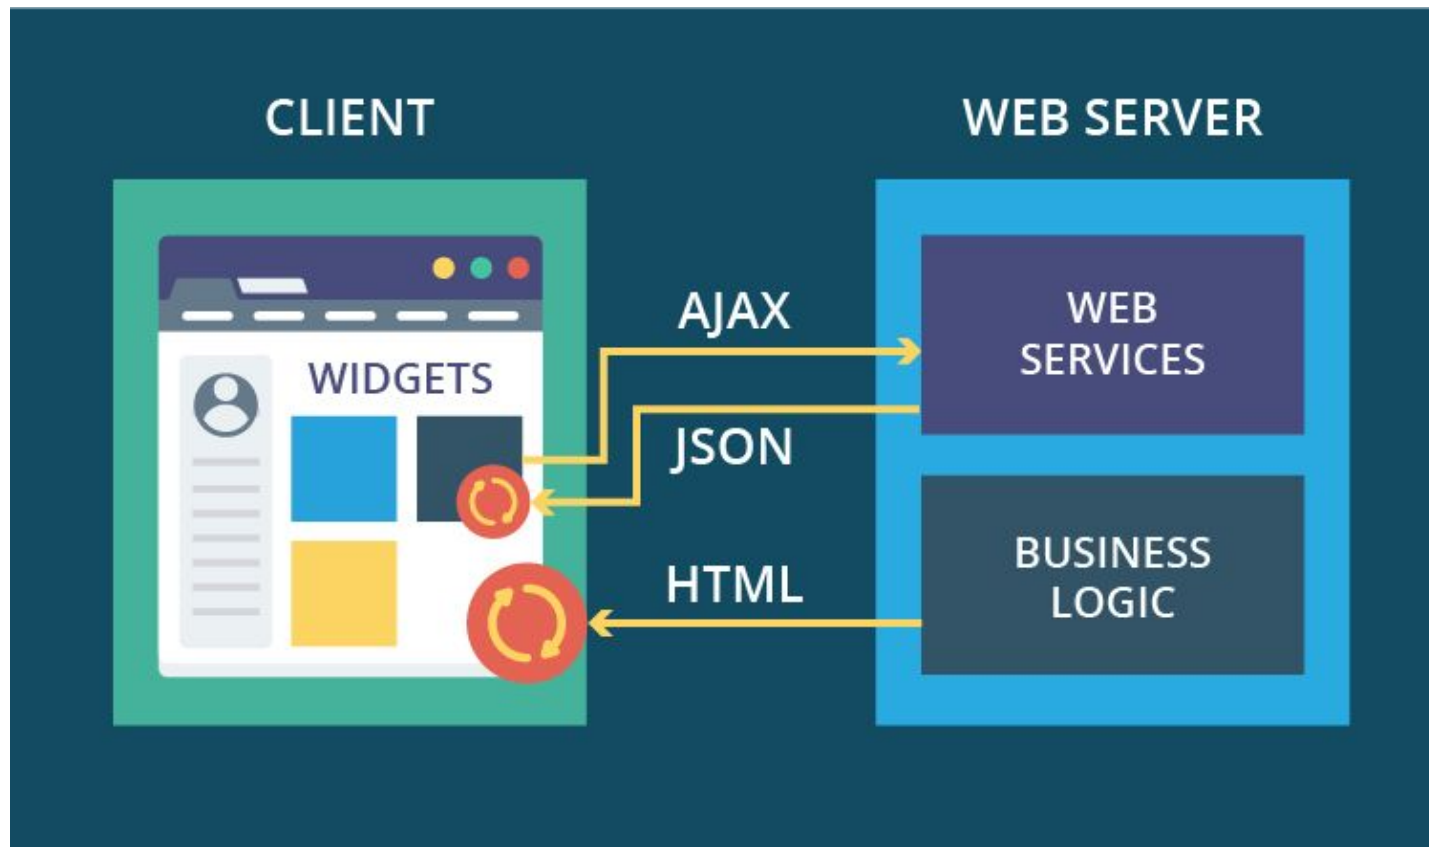 CLIENT
WEB SERVER
WIDGETS
AJAX
JSON
HTML
WEB
SERVICES
BUSINESS
LOGIC